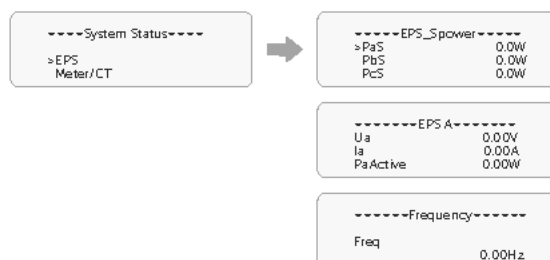 ----System Status----
>EPS
Meter/CT
-----EPS_Spower-----
>PaS 0.0W
PbS 0.0W
PcS 0.0W
-------EPS A-------
Ua 0.00V
Ia 0.00A
PaActive 0.00W
------Frequency------
Freq
0.00Hz